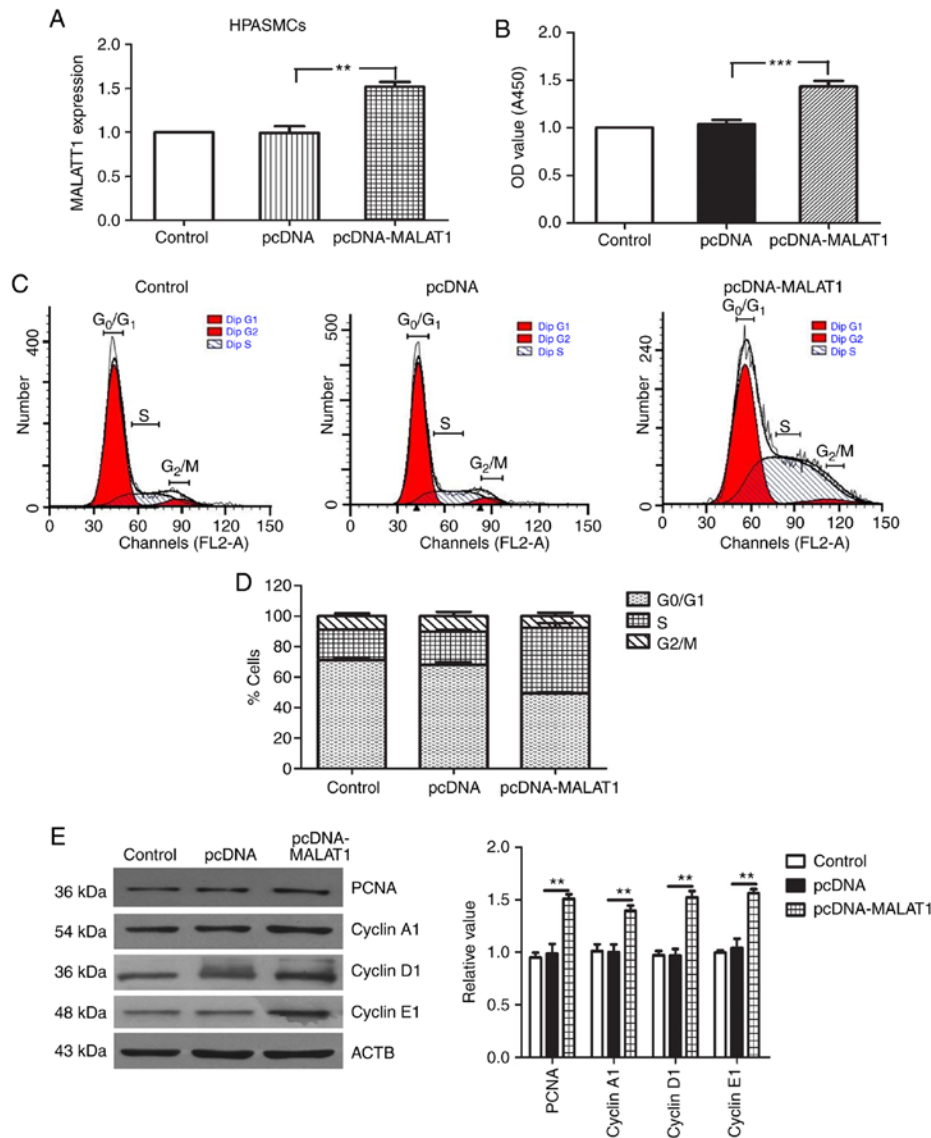 A
HPASMCs
MALATT1 expression
2.0
1.5
1.0
0.5
0.0
**
Control
pcDNA
pcDNA-MALAT1
B
OD value (A450)
2.0
1.5
1.0
0.5
0.0
***
Control
pcDNA
pcDNA-MALAT1
C
Control
Number
400
0
G0/G1
S
G2/M
Dip G1
Dip G2
Dip S
0 30 60 90 120 150
Channels (FL2-A)
pcDNA
Number
500
0
G0/G1
S
G2/M
Dip G1
Dip G2
Dip S
0 30 60 90 120 150
Channels (FL2-A)
pcDNA-MALAT1
Number
240
0
G0/G1
S
G2/M
Dip G1
Dip G2
Dip S
0 30 60 90 120 150
Channels (FL2-A)
D
% Cells
120
100
80
60
40
20
0
Control
pcDNA
pcDNA-MALAT1
G0/G1
S
G2/M
E
Control
pcDNA
pcDNA-
MALAT1
36 kDa PCNA
54 kDa Cyclin A1
36 kDa Cyclin D1
48 kDa Cyclin E1
43 kDa ACTB
Relative value
2.0
1.5
1.0
0.5
0.0
**
**
**
**
PCNA
Cyclin A1
Cyclin D1
Cyclin E1
Control
pcDNA
pcDNA-MALAT1